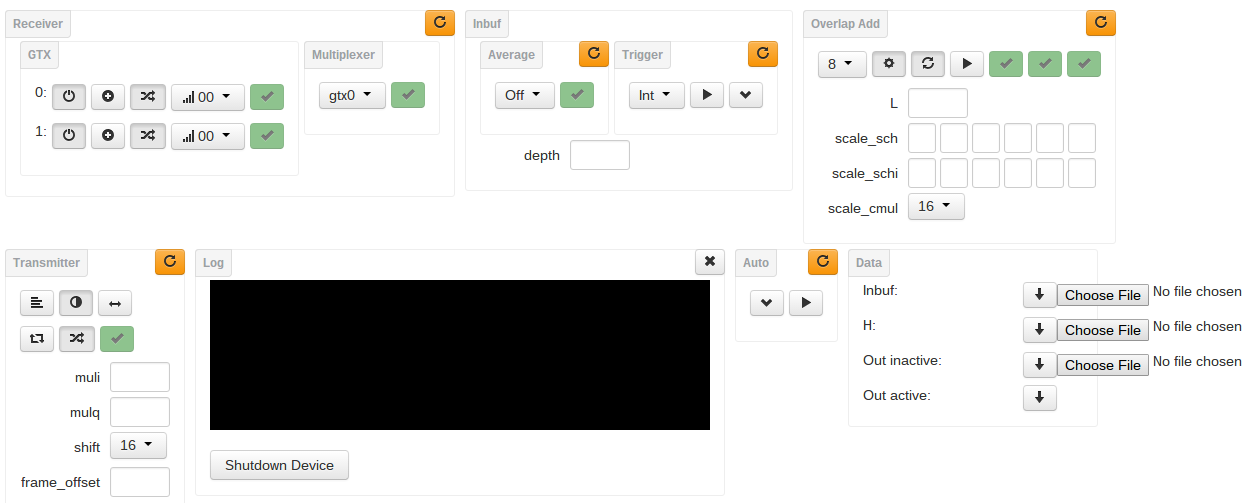 Receiver
GTX
0: 00
1: 00
Multiplexer
gtx0
Inbuf
Average
Off
Trigger
Int
depth
Overlap Add
8
L
scale_sch
scale_schi
scale_cmul 16
Transmitter
muli
mulq
shift 16
frame_offset
Log
Shutdown Device
Auto
Data
Inbuf: Choose File No file chosen
H: Choose File No file chosen
Out inactive: Choose File No file chosen
Out active: